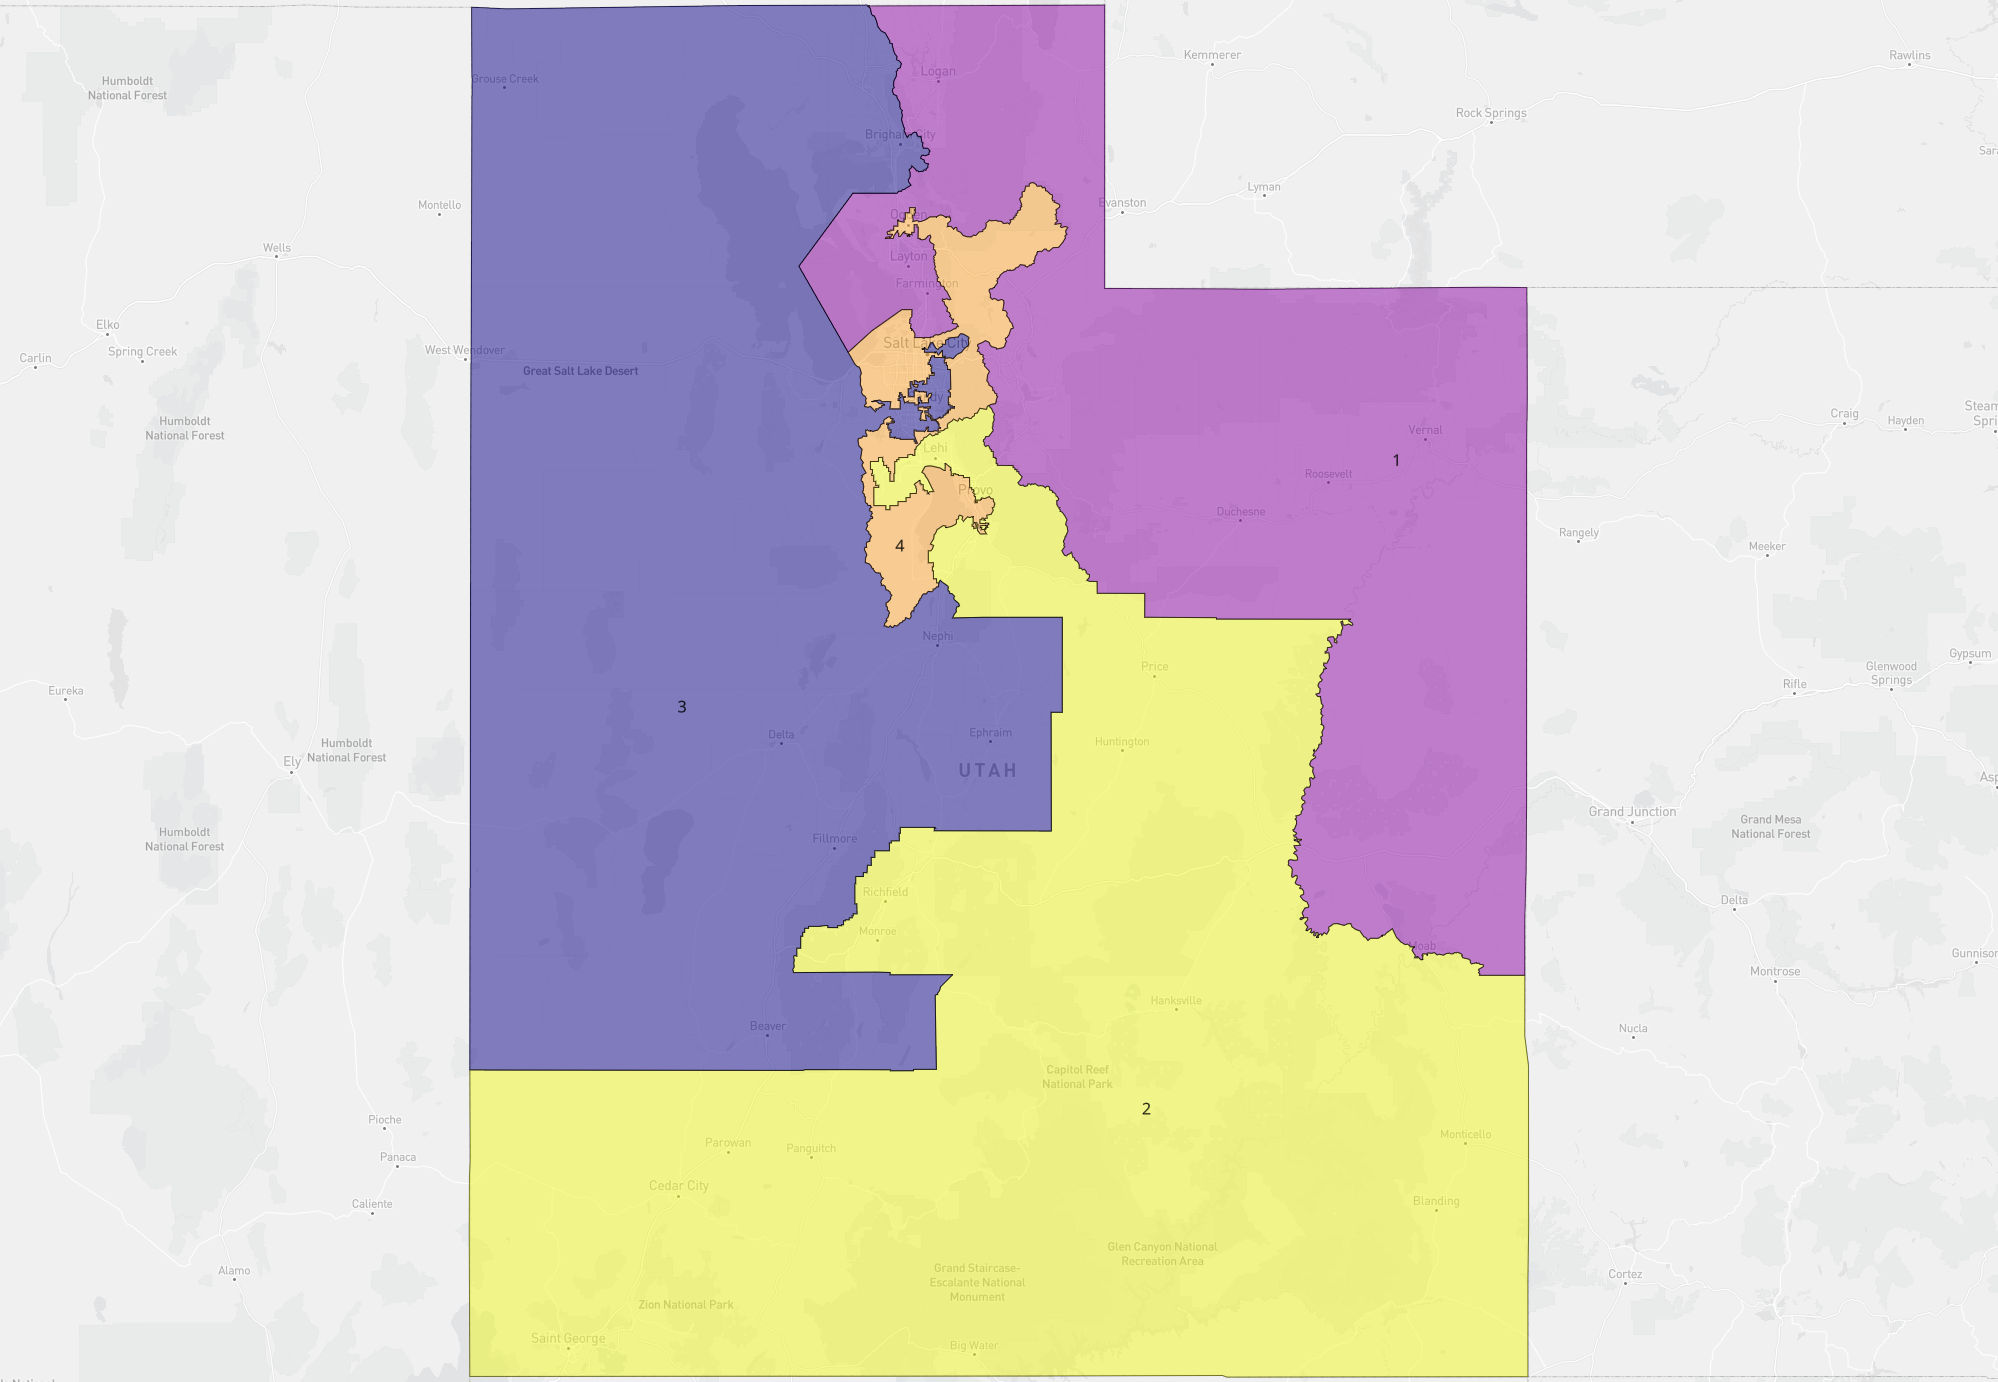 Kemmerer
Rawlins
Humboldt
National Forest
Grouse Creek
Logan
Rock Springs
Brigham City
Sara
Montello
Lyman
Evanston
Ogden
Wells
Layton
Farmington
Elko
Spring Creek
Carlin
West Wendover
Great Salt Lake Desert
Salt Lake City
Humboldt
National Forest
Sandy
Craig
Hayden
Steam
Spri
Vernal
Lehi
1
Roosevelt
Provo
Duchesne
Rangely
Meeker
4
Nephi
Price
Gypsum
Glenwood
Springs
Rifle
Eureka
3
Delta
Ephraim
Huntington
Humboldt
National Forest
Ely
UTAH
Asp
Grand Junction
Grand Mesa
National Forest
Humboldt
National Forest
Fillmore
Richfield
Delta
Monroe
Moab
Gunnison
Montrose
Hanksville
Beaver
Nucla
Capitol Reef
National Park
2
Pioche
Parowan
Panguitch
Monticello
Panaca
Cedar City
Caliente
Blanding
Glen Canyon National
Recreation Area
Alamo
Grand Staircase-
Escalante National
Monument
Cortez
Zion National Park
Saint George
Big Water